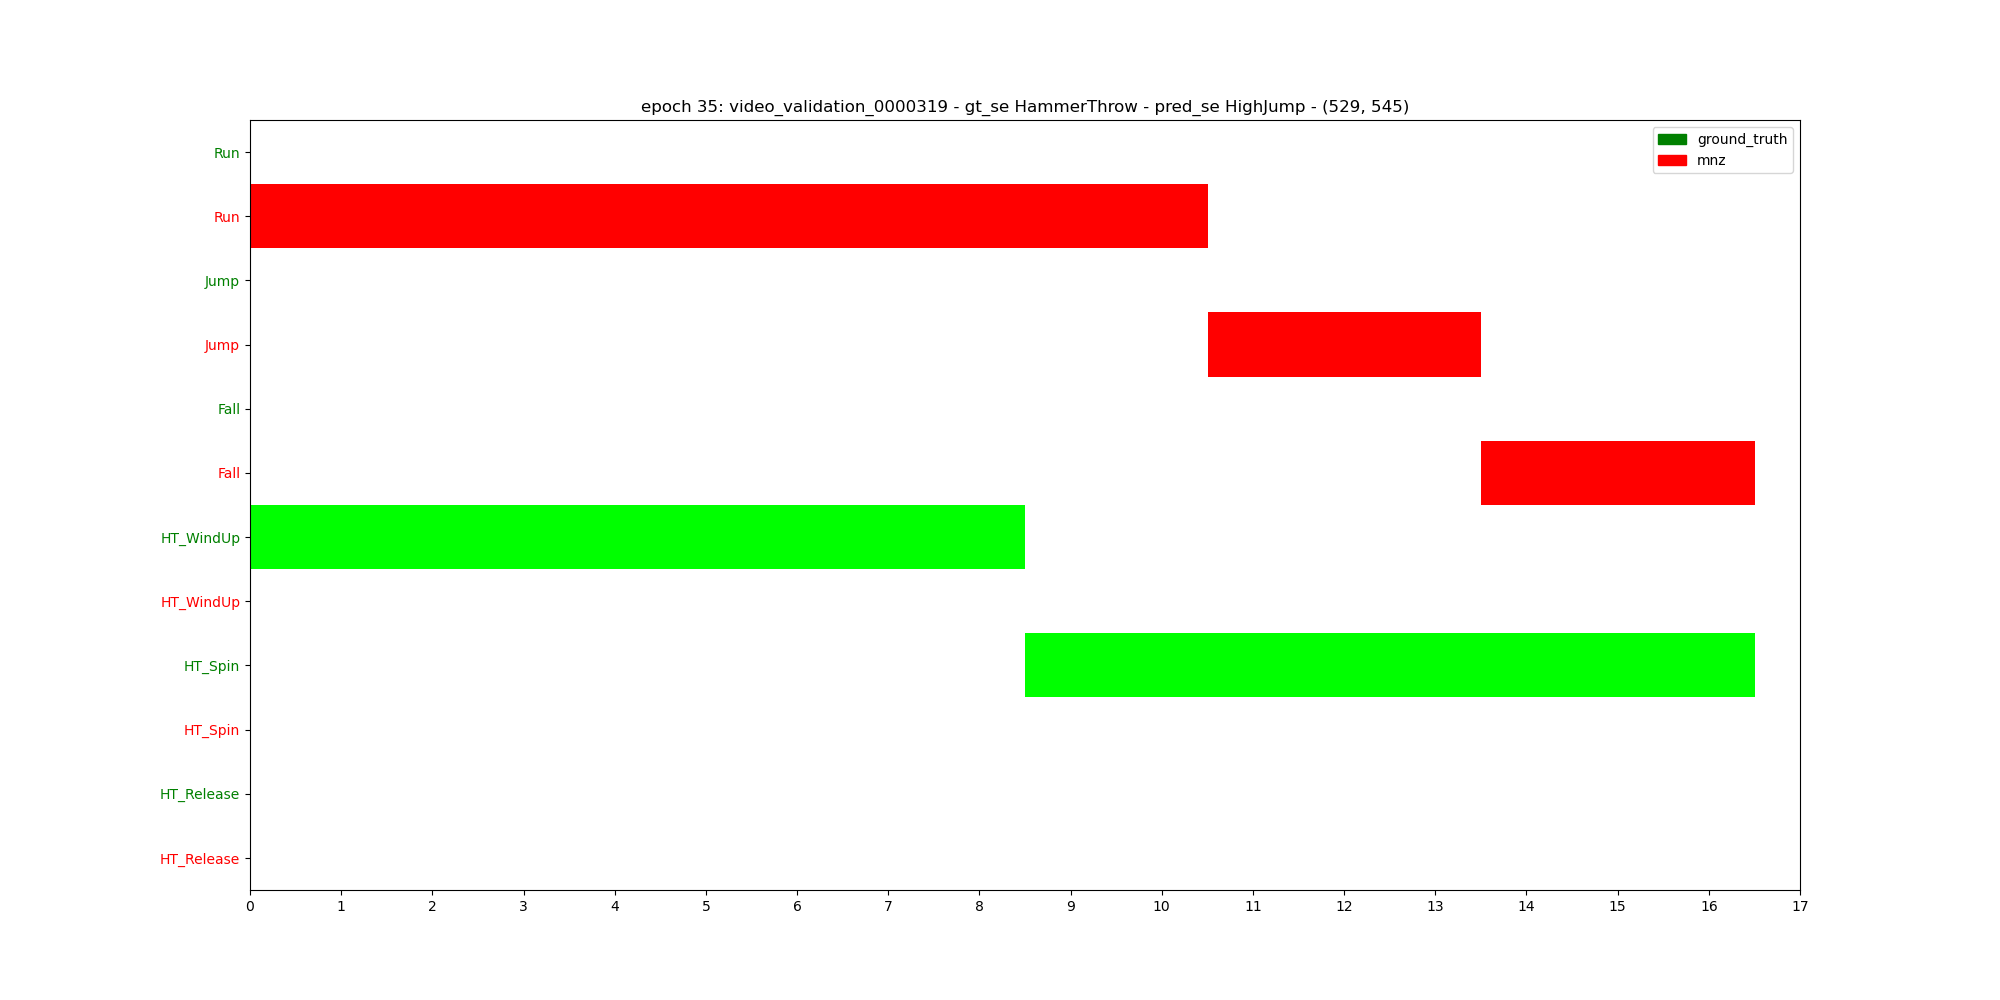 epoch 35: video_validation_0000319 - gt_se HammerThrow - pred_se HighJump - (529, 545)
ground_truth
mnz
Run
Run
Jump
Jump
Fall
Fall
HT_WindUp
HT_WindUp
HT_Spin
HT_Spin
HT_Release
HT_Release
0 1 2 3 4 5 6 7 8 9 10 11 12 13 14 15 16 17